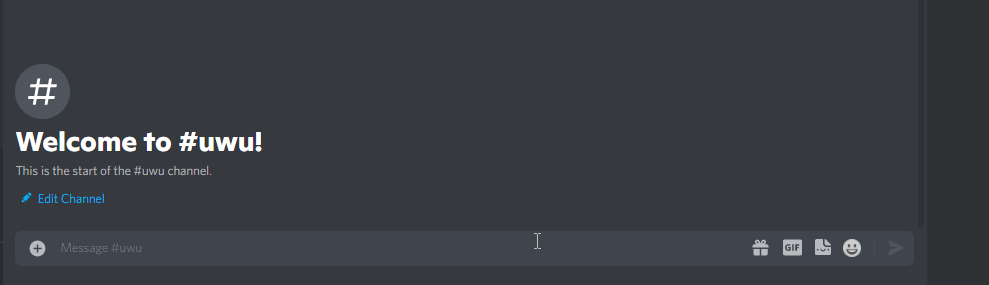 #
Welcome to #uwu!
This is the start of the #uwu channel.
Edit Channel
Message #uwu
GIF